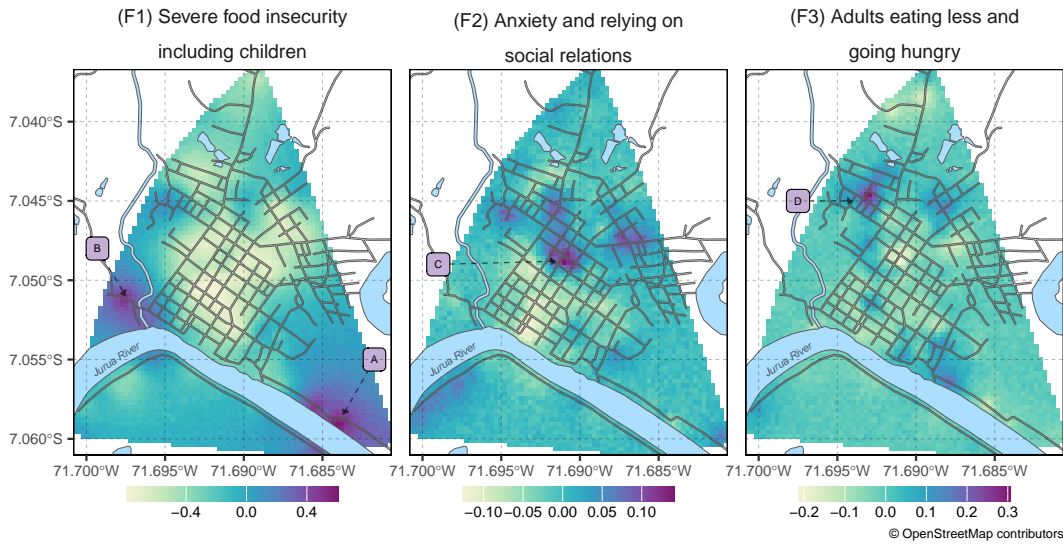 (F1) Severe food insecurity
including children
(F2) Anxiety and relying on
social relations
(F3) Adults eating less and
going hungry
7.040°S
7.045°S
7.050°S
7.055°S
7.060°S
B
A
Jurua River
C
Jurua River
D
Jurua River
71.700°W 71.695°W 71.690°W 71.685°W
71.700°W 71.695°W 71.690°W 71.685°W
71.700°W 71.695°W 71.690°W 71.685°W
−0.4 0.0 0.4
−0.10 −0.05 0.00 0.05 0.10
−0.2 −0.1 0.0 0.1 0.2 0.3
© OpenStreetMap contributors